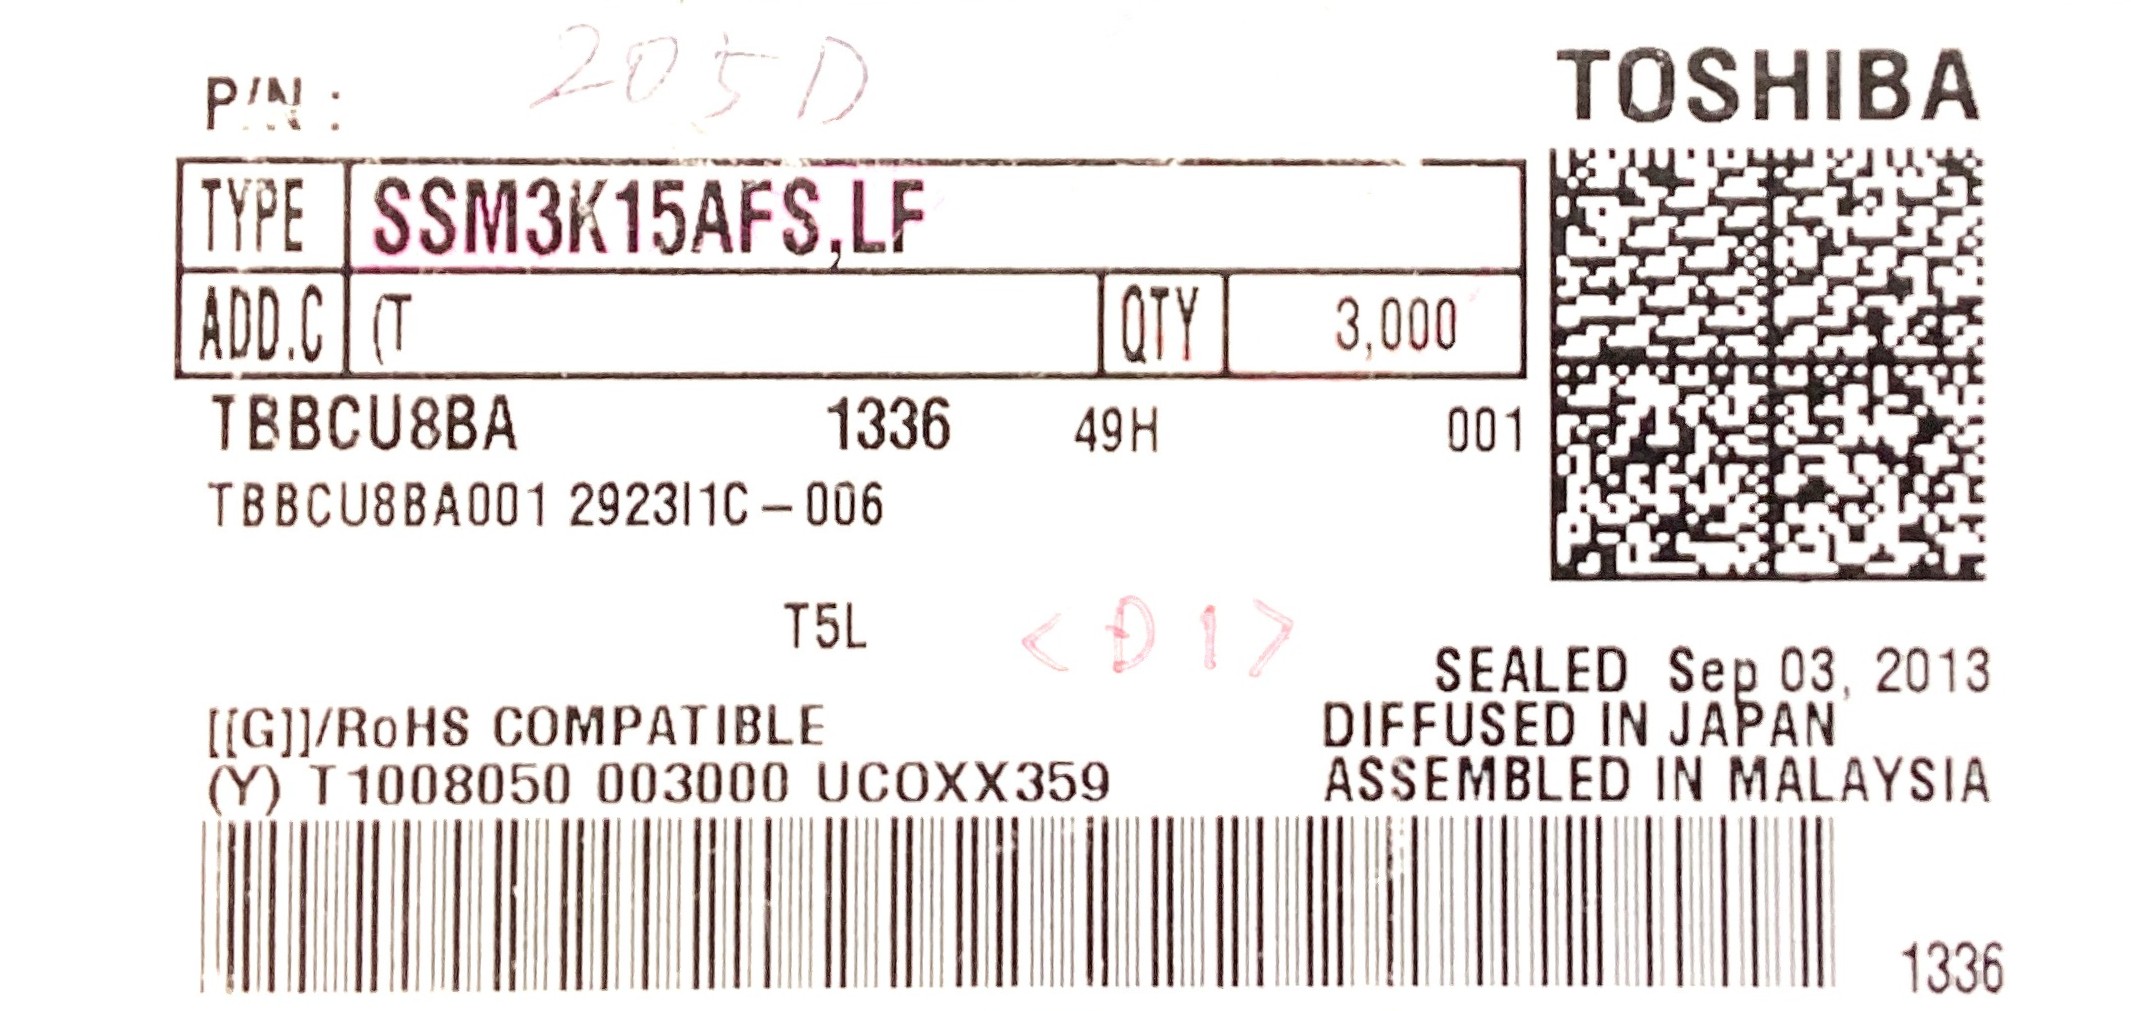 P/N : 205D
TOSHIBA
TYPE SSM3K15AFS,LF
ADD.C (T QTY 3,000
TBBCU8BA 1336 49H 001
TBBCU8BA001 2923I1C-006
T5L <D1>
SEALED Sep 03, 2013
[[G]]/RoHS COMPATIBLE DIFFUSED IN JAPAN
(Y) T1008050 003000 UCOXX359 ASSEMBLED IN MALAYSIA
1336